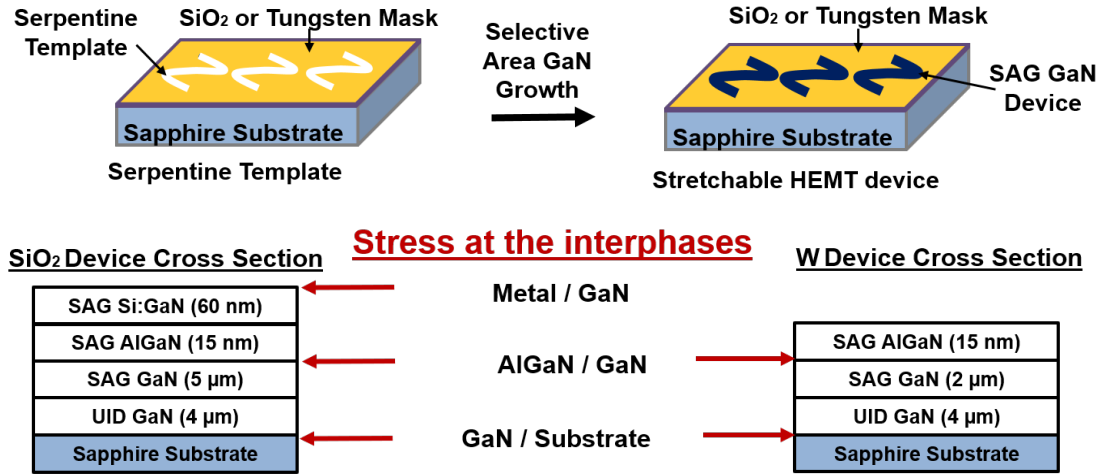 Serpentine
Template
SiO₂ or Tungsten Mask
Sapphire Substrate
Serpentine Template
Selective
Area GaN
Growth
SiO₂ or Tungsten Mask
SAG GaN
Device
Sapphire Substrate
Stretchable HEMT device
Stress at the interphases
SiO₂ Device Cross Section
SAG Si:GaN (60 nm)
SAG AlGaN (15 nm)
SAG GaN (5 µm)
UID GaN (4 µm)
Sapphire Substrate
Metal / GaN
AlGaN / GaN
GaN / Substrate
W Device Cross Section
SAG AlGaN (15 nm)
SAG GaN (2 µm)
UID GaN (4 µm)
Sapphire Substrate